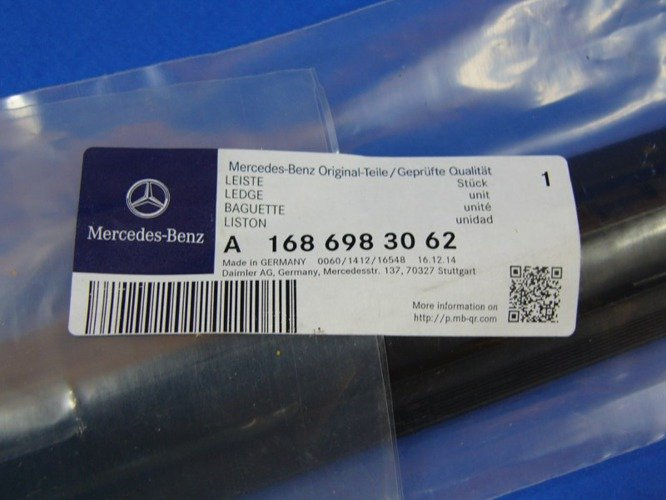 Mercedes-Benz
Mercedes-Benz Original-Teile/Geprüfte Qualität
LEISTE Stück 1
LEDGE unit
BAGUETTE unité
LISTON unidad
A 168 698 30 62
Made in GERMANY 0060/1412/16548 16.12.14
Daimler AG, Germany, Mercedesstr. 137, 70327 Stuttgart
More information on
http://p.mb-qr.com